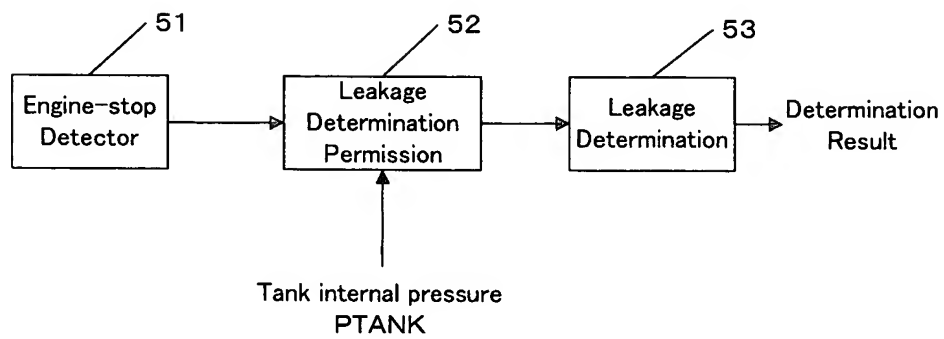 51
52
53
Engine-stop
Detector
Leakage
Determination
Permission
Leakage
Determination
Determination
Result
Tank internal pressure
PTANK